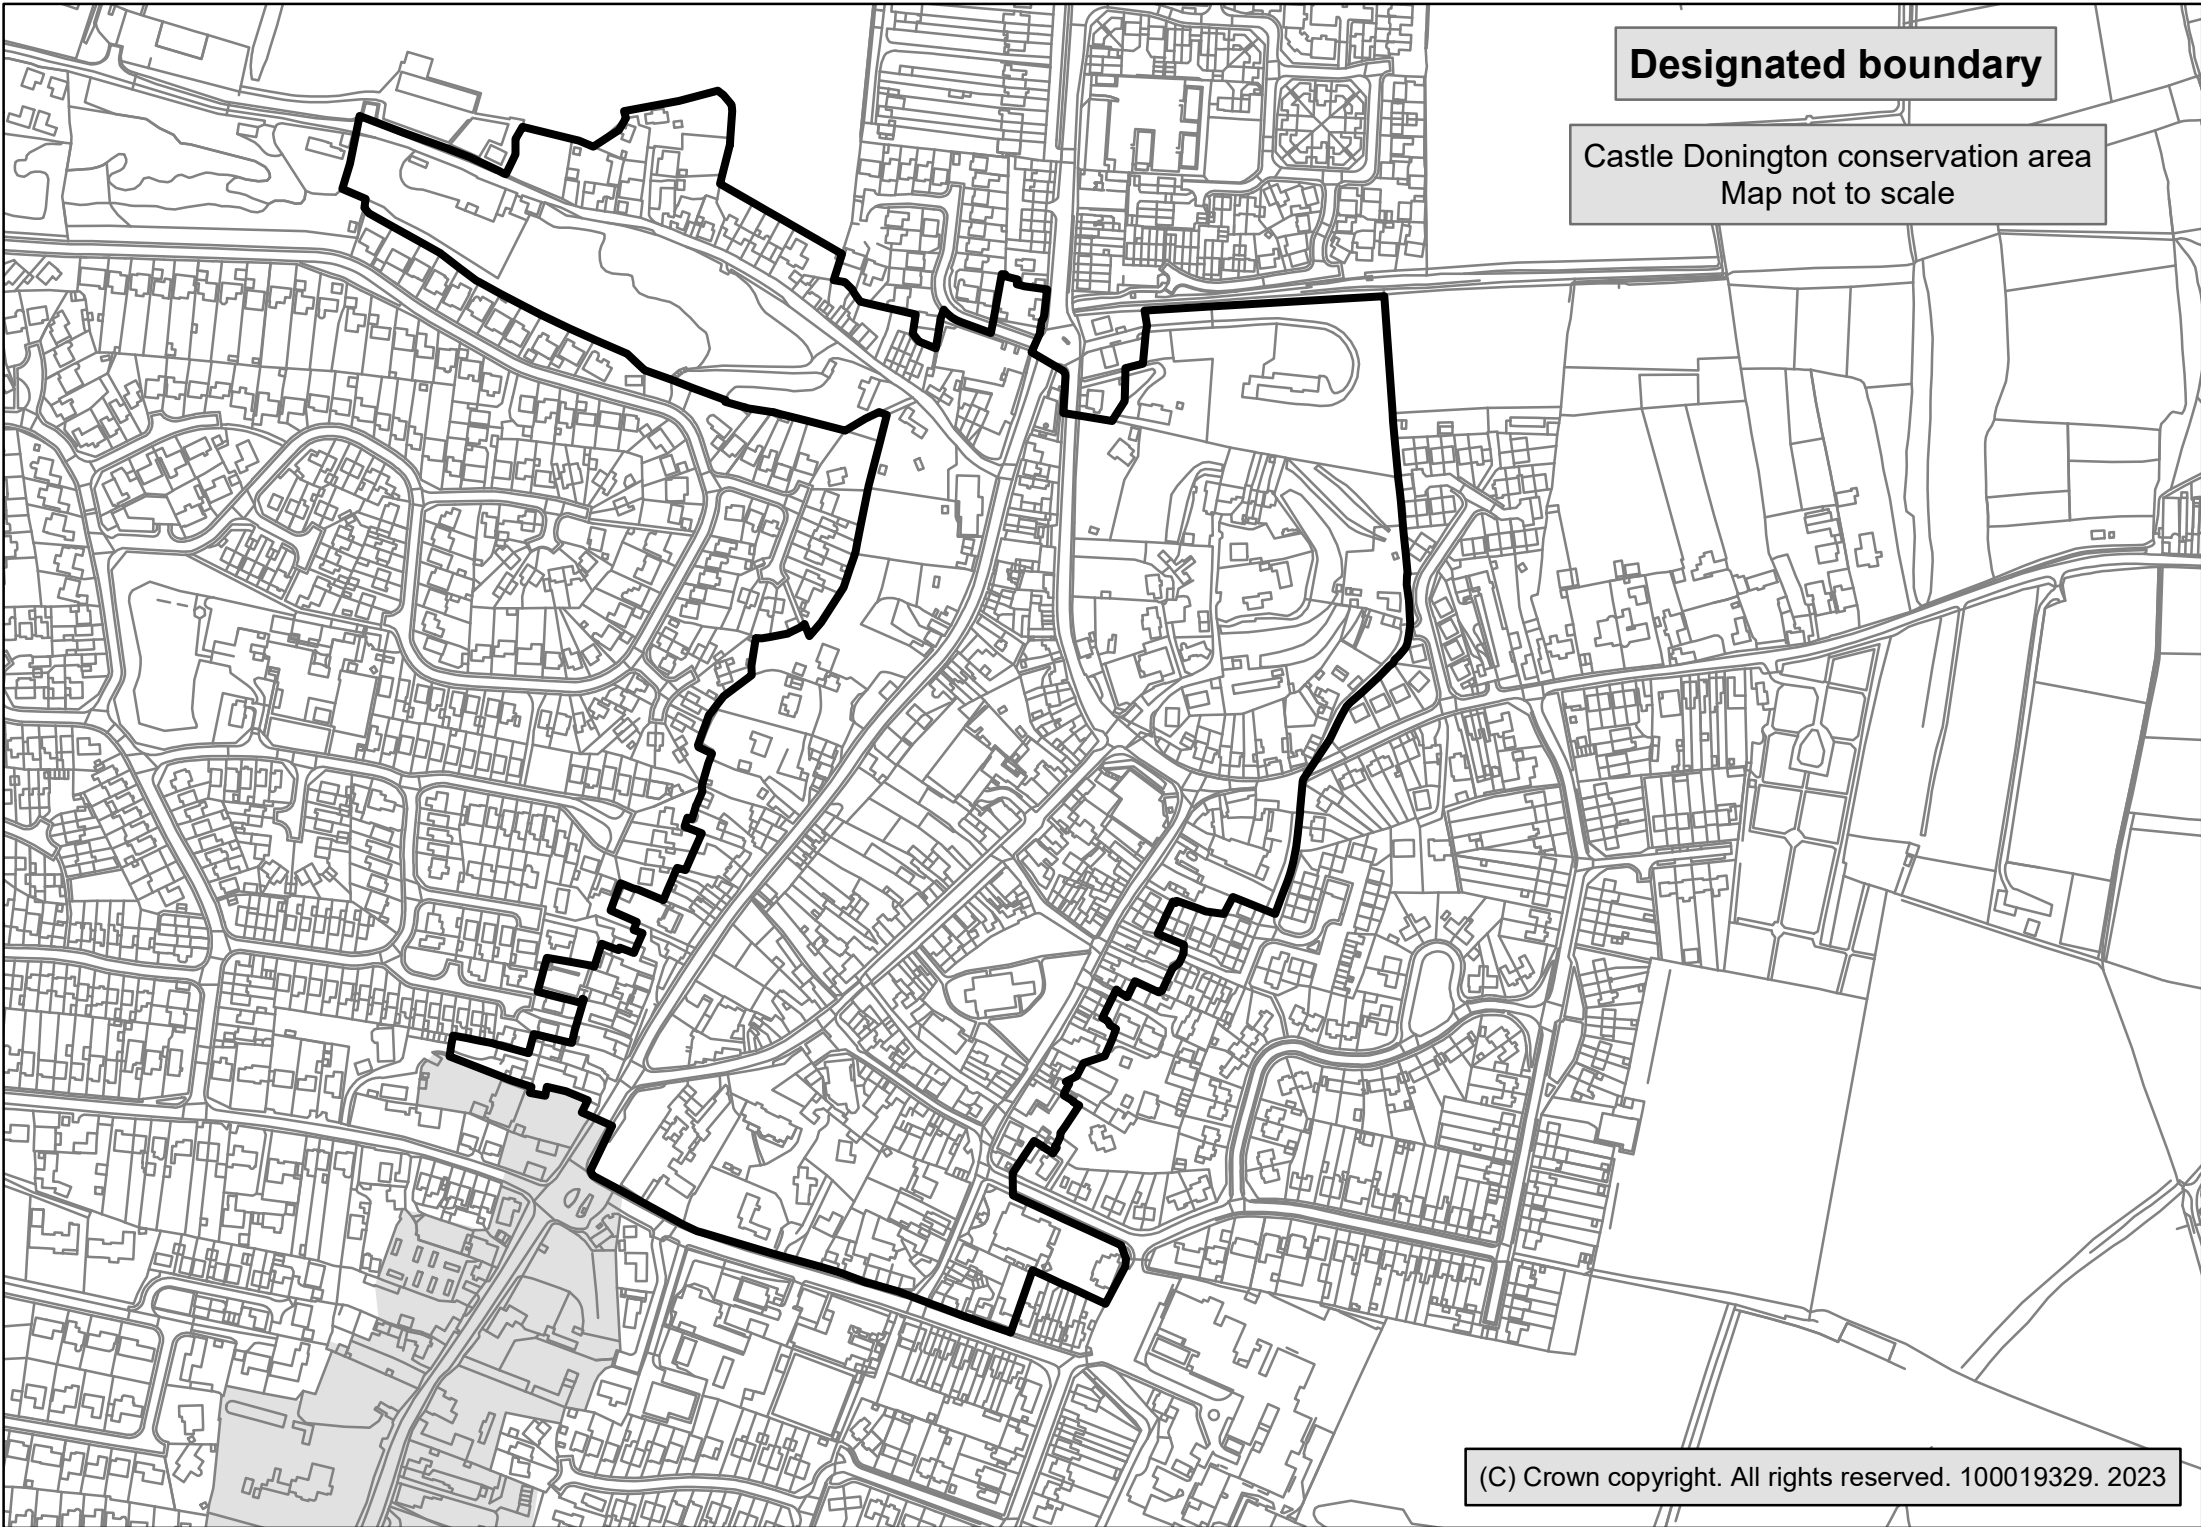 Designated boundary
Castle Donington conservation area
Map not to scale
(C) Crown copyright. All rights reserved. 100019329. 2023